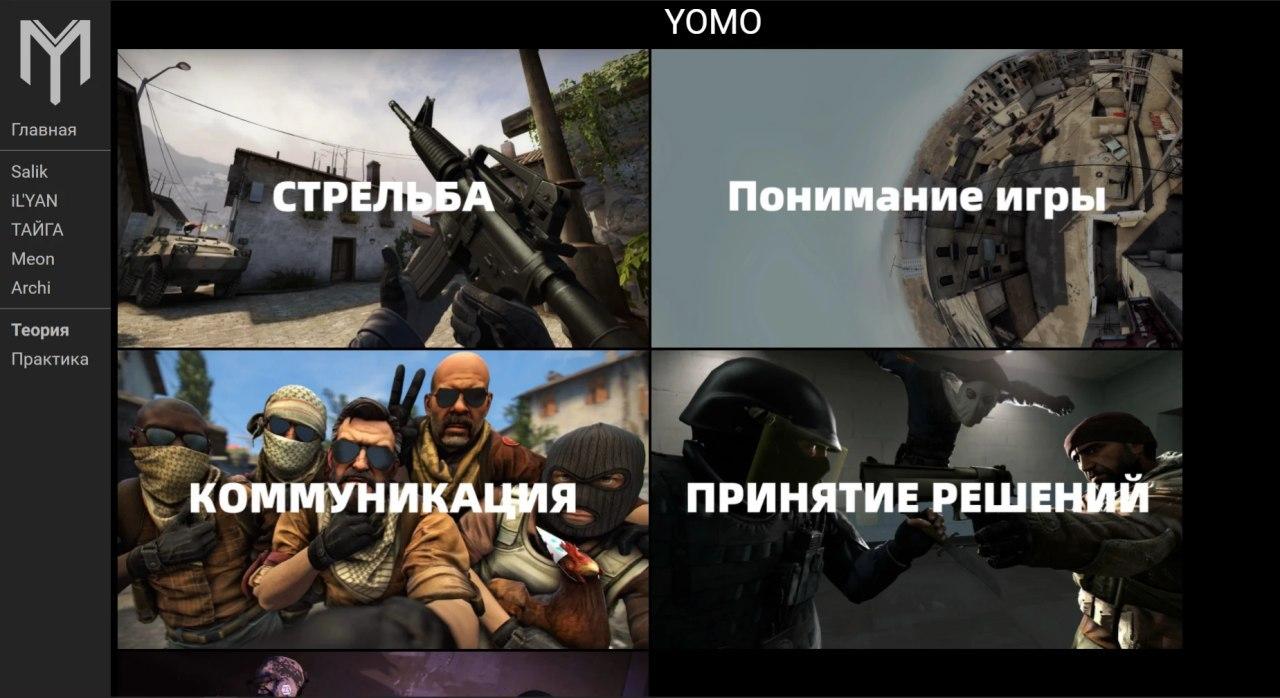 YOMO
Главная
Salik
iL'YAN
ТАЙГА
Meon
Archi
Теория
Практика
СТРЕЛЬБА
Понимание игры
КОММУНИКАЦИЯ
ПРИНЯТИЕ РЕШЕНИЙ